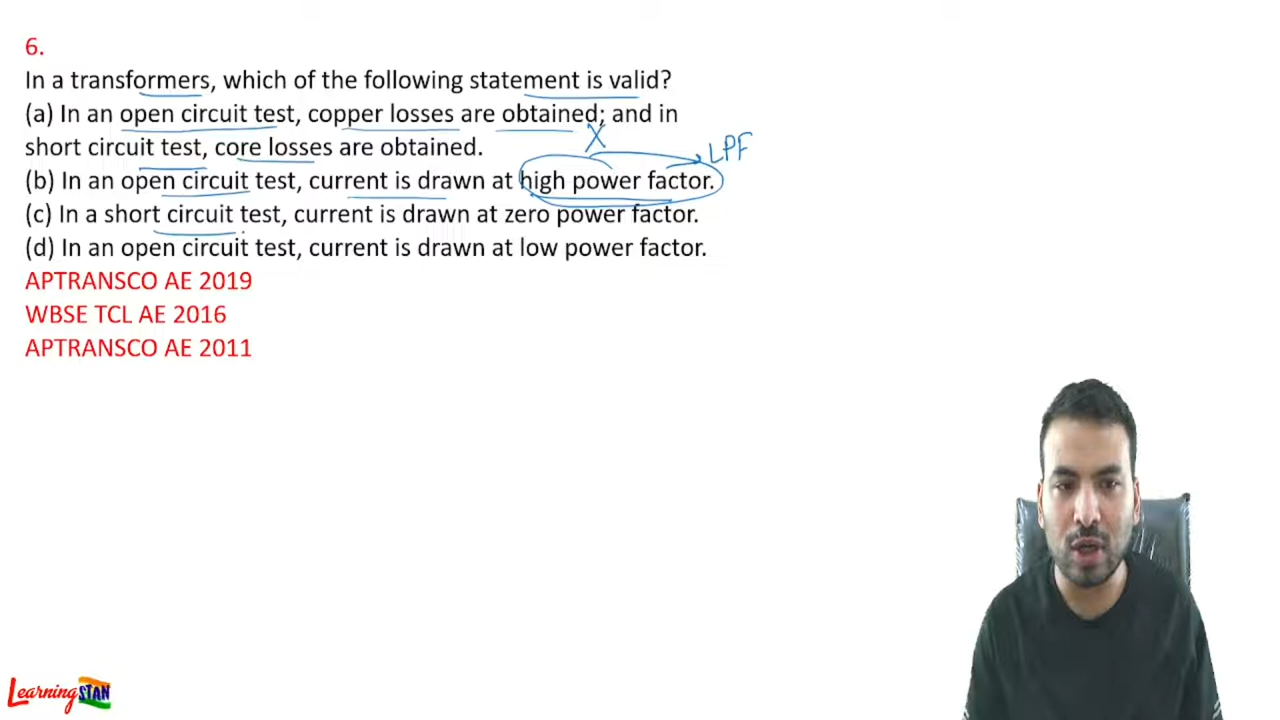 6.
In a transformers, which of the following statement is valid?
(a) In an open circuit test, copper losses are obtained; and in
short circuit test, core losses are obtained.
X
LPF
(b) In an open circuit test, current is drawn at high power factor.
(c) In a short circuit test, current is drawn at zero power factor.
(d) In an open circuit test, current is drawn at low power factor.
APTRANSCO AE 2019
WBSE TCL AE 2016
APTRANSCO AE 2011
Learning STAN